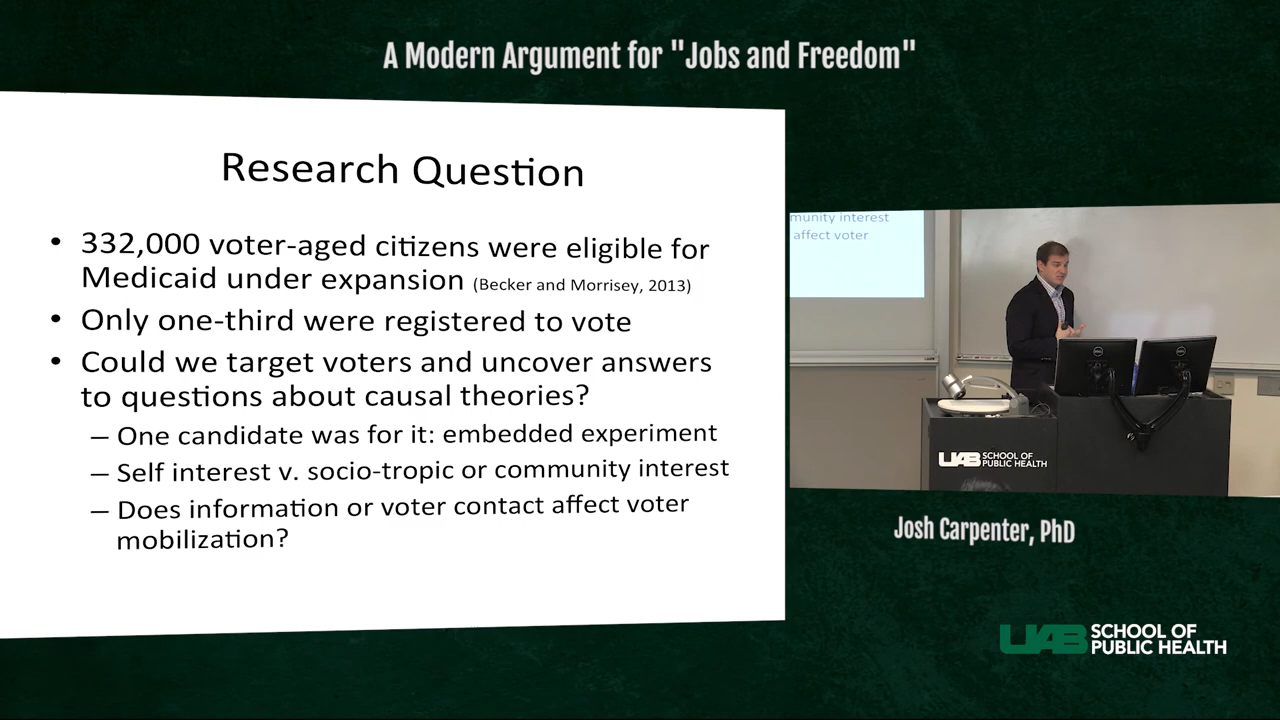 A Modern Argument for "Jobs and Freedom"
Research Question
• 332,000 voter-aged citizens were eligible for
Medicaid under expansion (Becker and Morrisey, 2013)
• Only one-third were registered to vote
• Could we target voters and uncover answers
to questions about causal theories?
– One candidate was for it: embedded experiment
– Self interest v. socio-tropic or community interest
– Does information or voter contact affect voter
mobilization?
munity interest
affect voter
DELL
DELL
UAB SCHOOL OF
PUBLIC HEALTH
Josh Carpenter, PhD
UAB SCHOOL OF
PUBLIC HEALTH